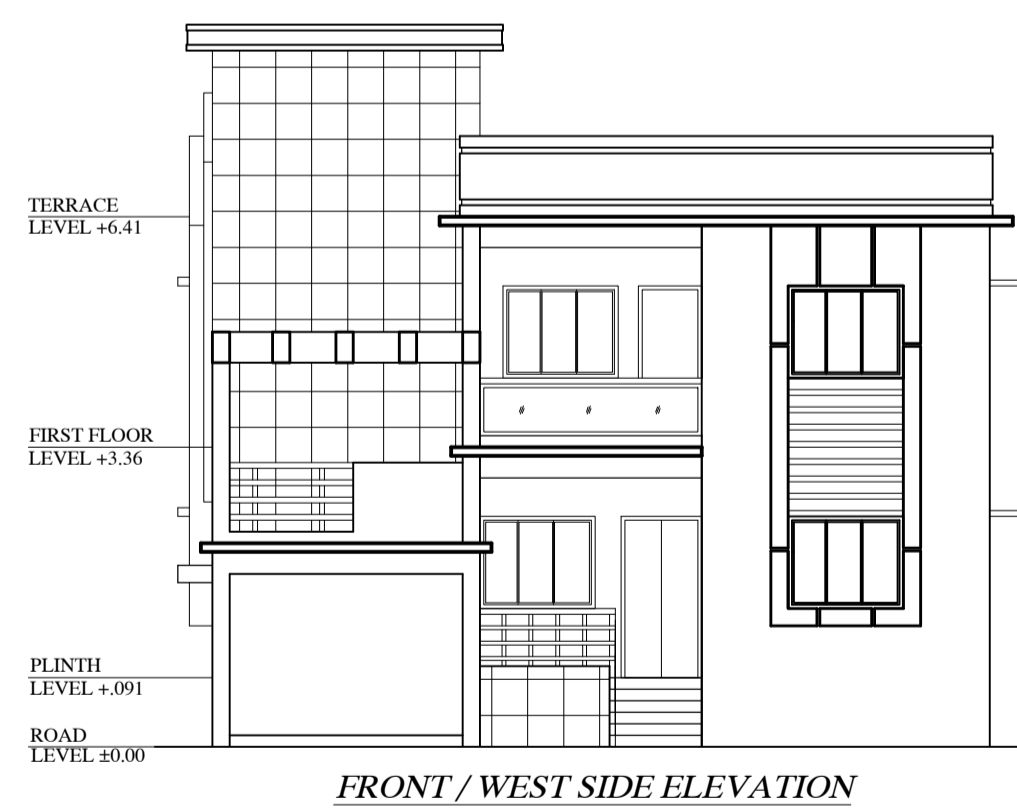 TERRACE
LEVEL +6.41
FIRST FLOOR
LEVEL +3.36
PLINTH
LEVEL +.091
ROAD
LEVEL ±0.00
FRONT / WEST SIDE ELEVATION